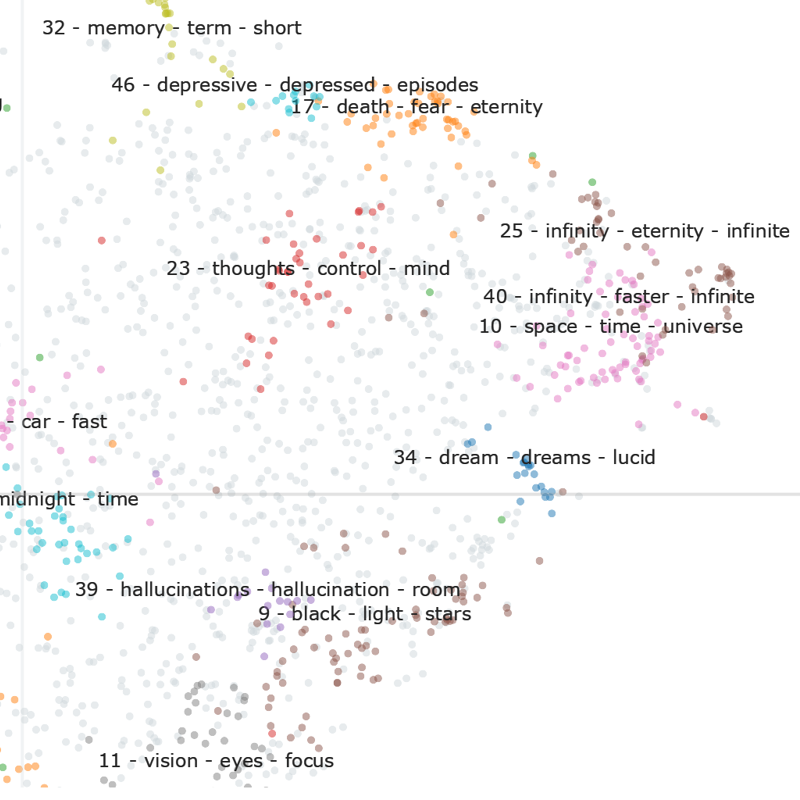 32 - memory - term - short
46 - depressive - depressed - episodes
17 - death - fear - eternity
25 - infinity - eternity - infinite
23 - thoughts - control - mind
40 - infinity - faster - infinite
10 - space - time - universe
- car - fast
34 - dream - dreams - lucid
midnight - time
39 - hallucinations - hallucination - room
9 - black - light - stars
11 - vision - eyes - focus